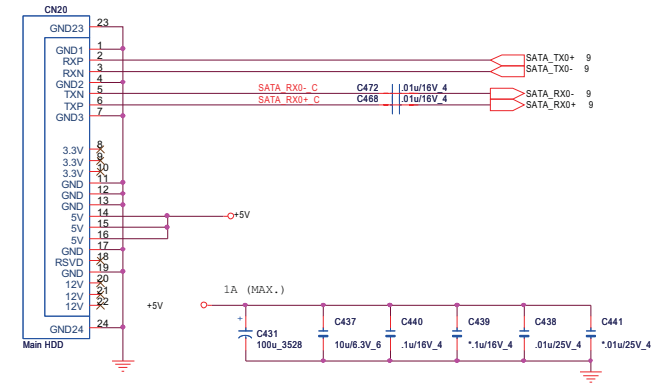 CN20
GND23 23
GND1 1
RXP 2 SATA_TX0+ 9
RXN 3 SATA_TX0- 9
GND2 4
TXN 5 SATA_RX0-_C C472 .01u/16V_4 SATA_RX0- 9
TXP 6 SATA_RX0+_C C468 .01u/16V_4 SATA_RX0+ 9
GND3 7
3.3V 8
3.3V 9
3.3V 10
GND 11
GND 12
GND 13
5V 14 +5V
5V 15
5V 16
GND 17
RSVD 18
GND 19
12V 20
12V 21
12V 22
GND24 24
Main HDD
+5V 1A (MAX.)
+
C431 C437 C440 C439 C438 C441
100u_3528 10u/6.3V_6 .1u/16V_4 *.1u/16V_4 .01u/25V_4 *.01u/25V_4